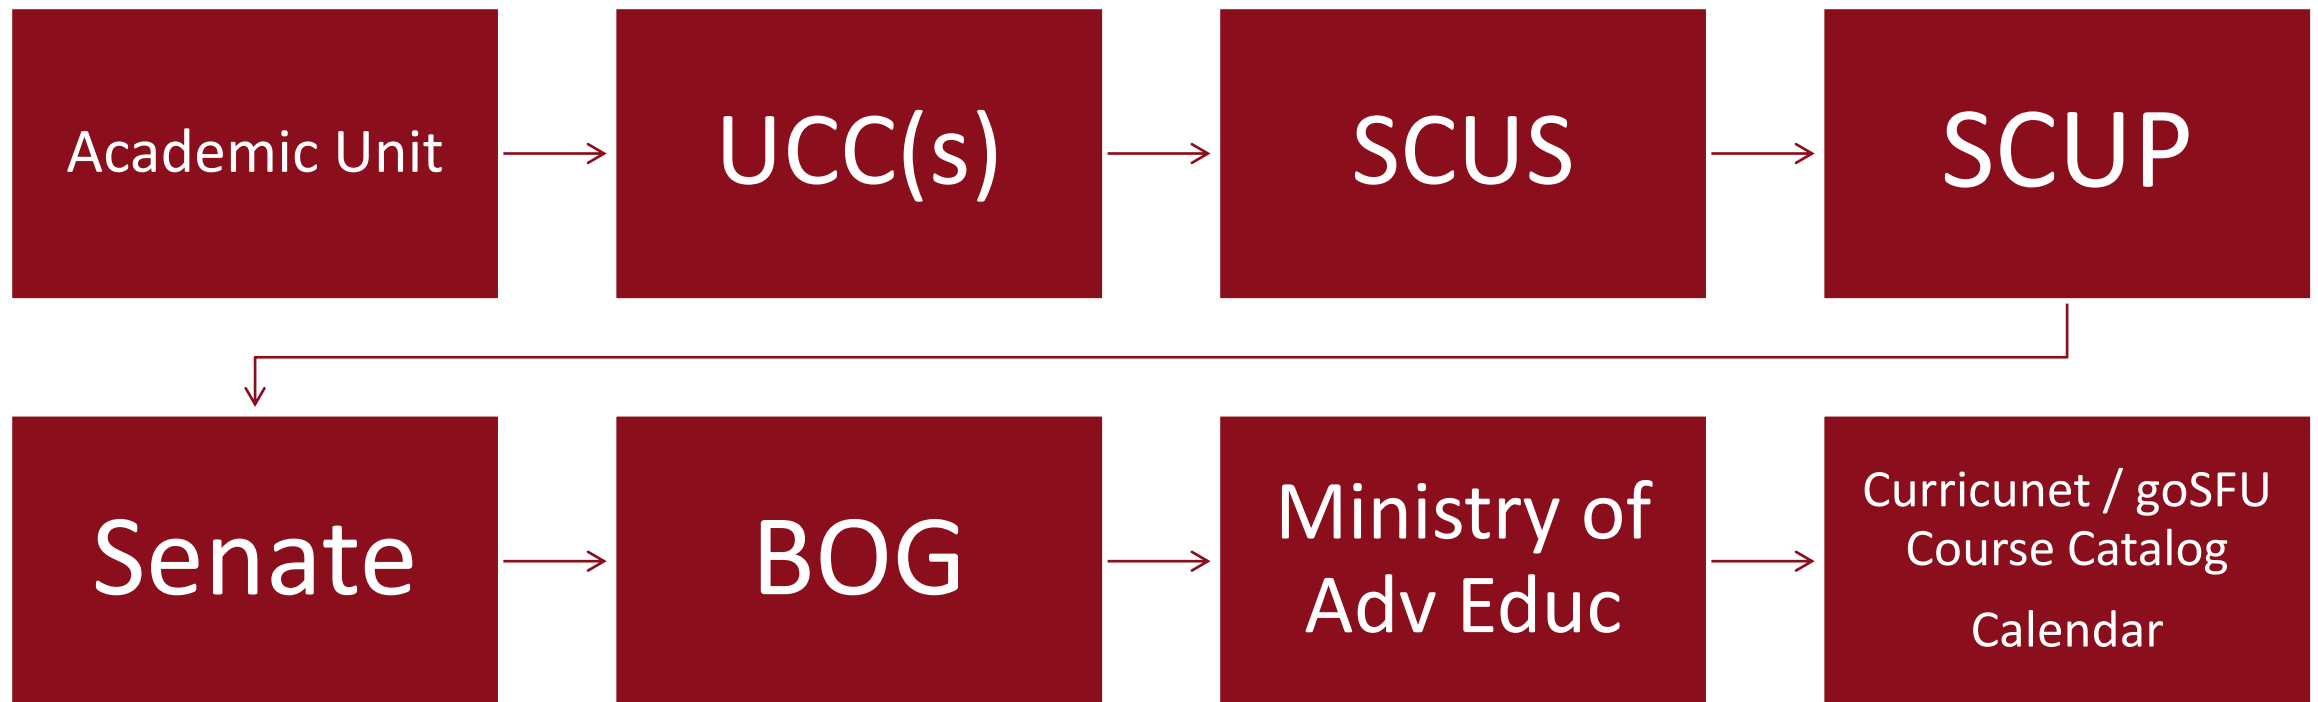 Academic Unit
UCC(s)
SCUS
SCUP
Senate
BOG
Ministry of
Adv Educ
Curricunet / goSFU
Course Catalog
Calendar